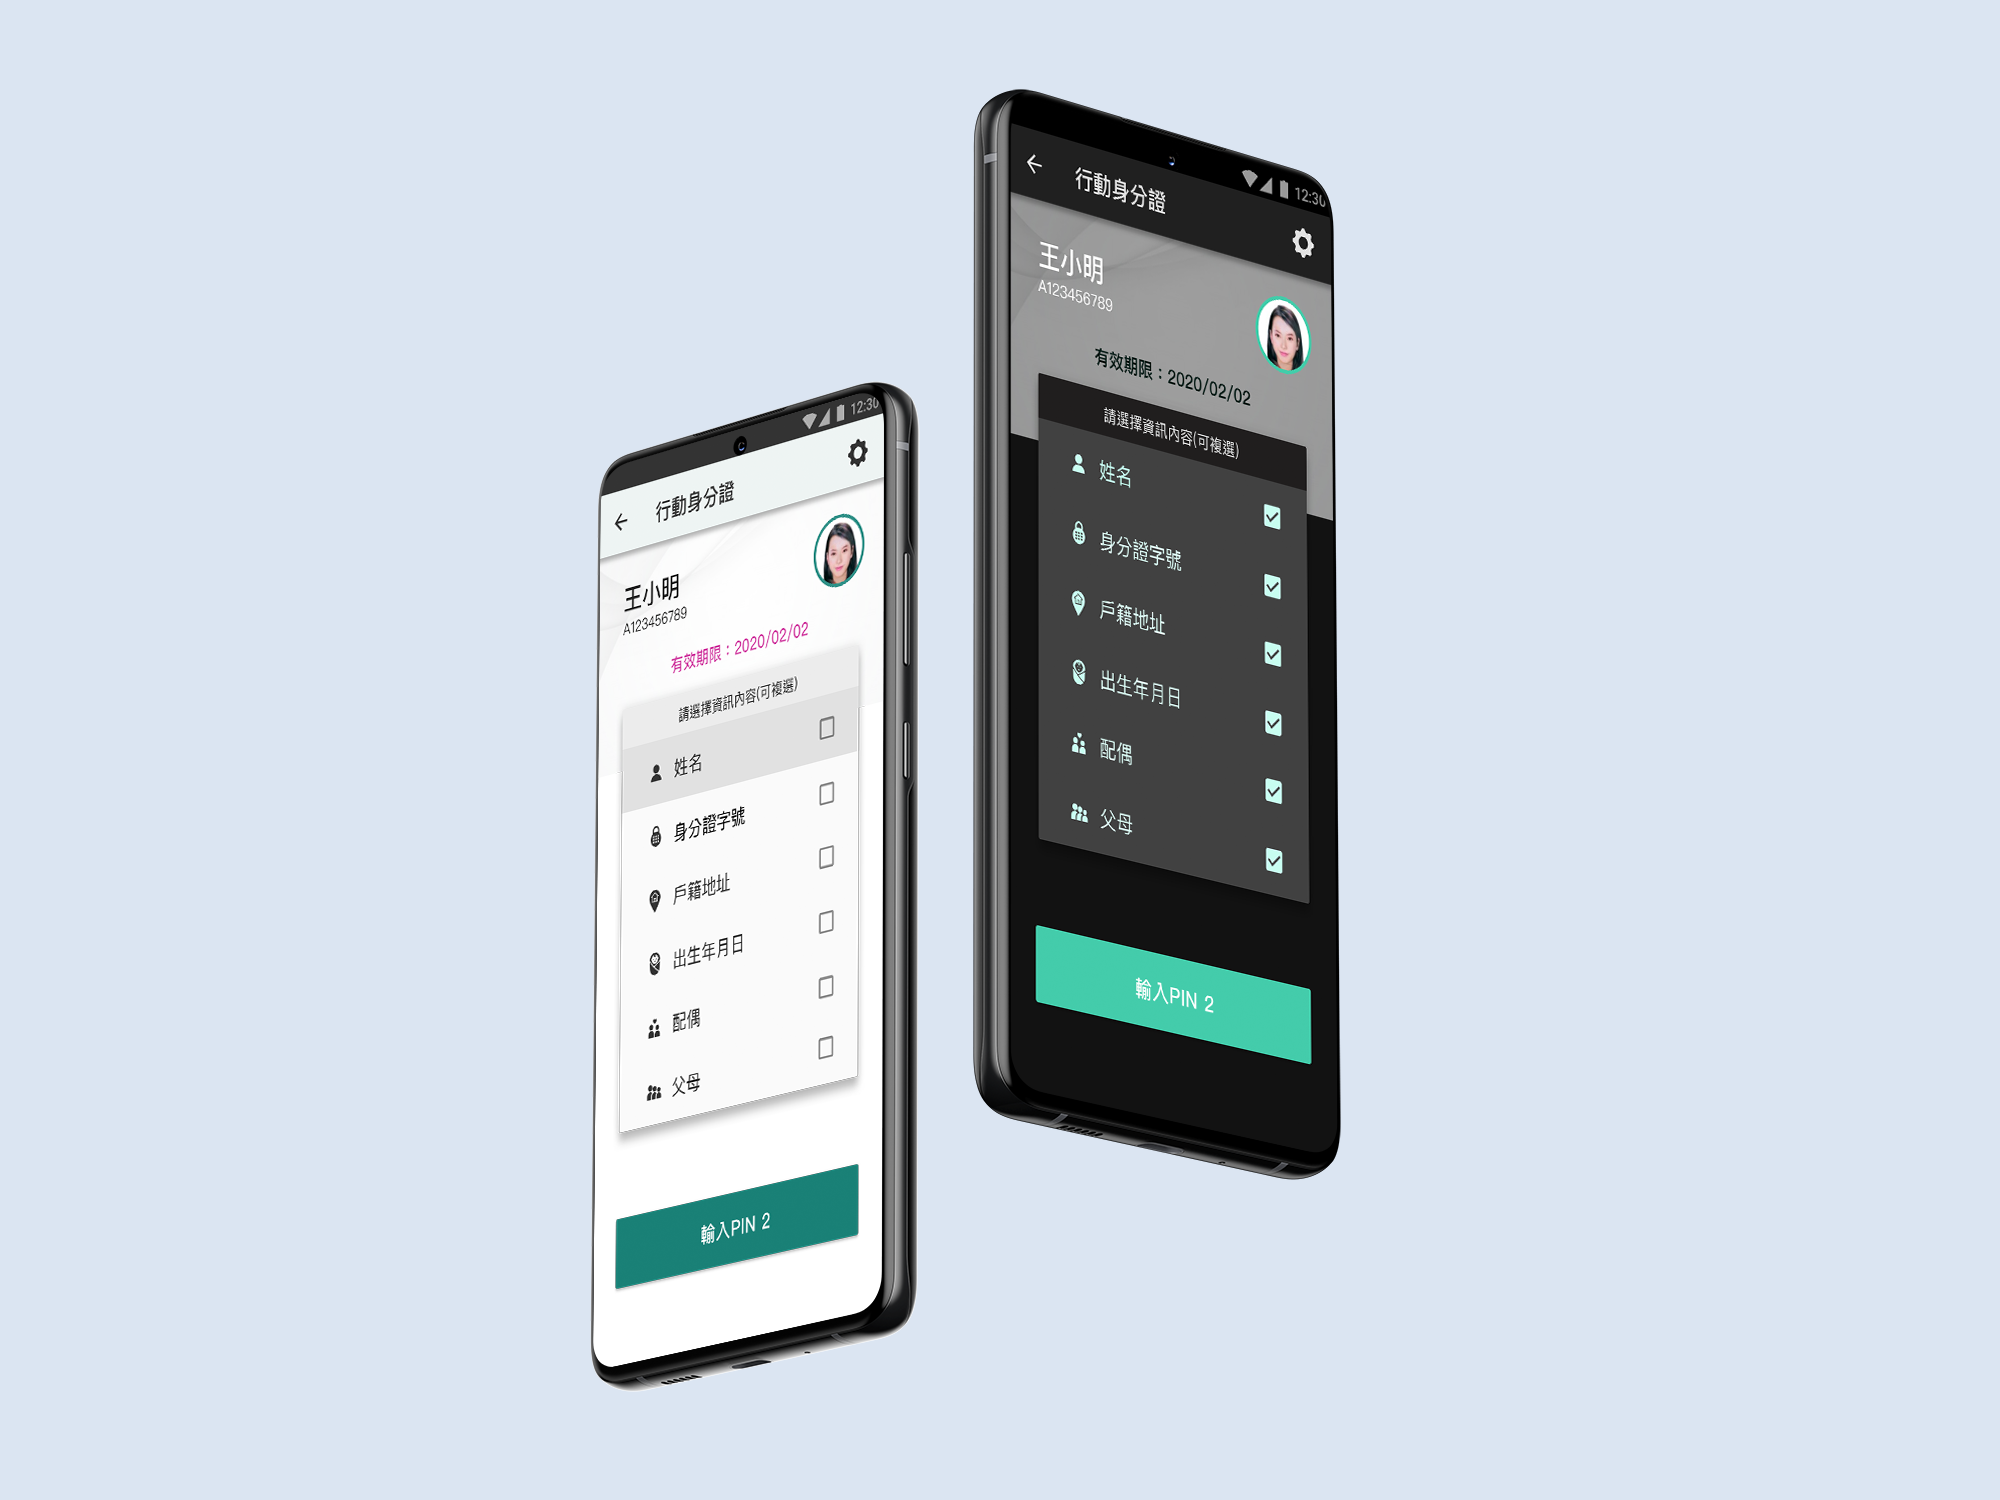 12:30
行動身分證
王小明
A123456789
有效期限：2020/02/02
請選擇資訊內容(可複選)
姓名
身分證字號
戶籍地址
出生年月日
配偶
父母
輸入PIN 2
12:30
行動身分證
王小明
A123456789
有效期限：2020/02/02
請選擇資訊內容(可複選)
姓名
身分證字號
戶籍地址
出生年月日
配偶
父母
輸入PIN 2